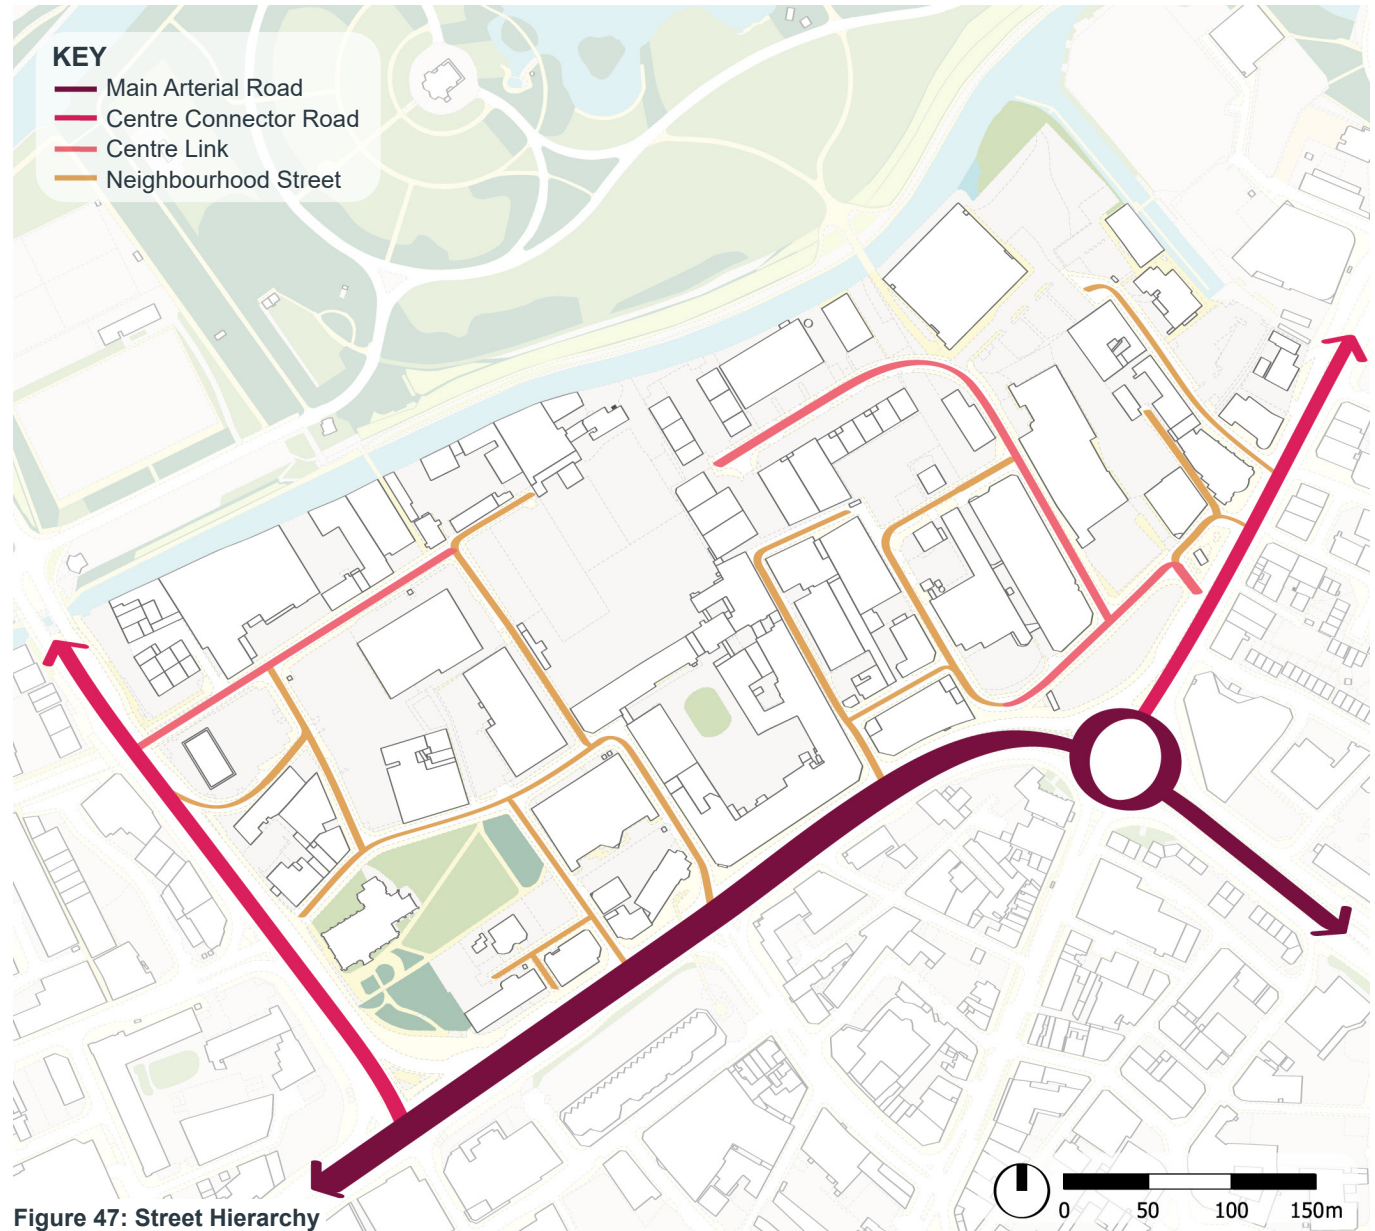 KEY
Main Arterial Road
Centre Connector Road
Centre Link
Neighbourhood Street
0 50 100 150m
Figure 47: Street Hierarchy